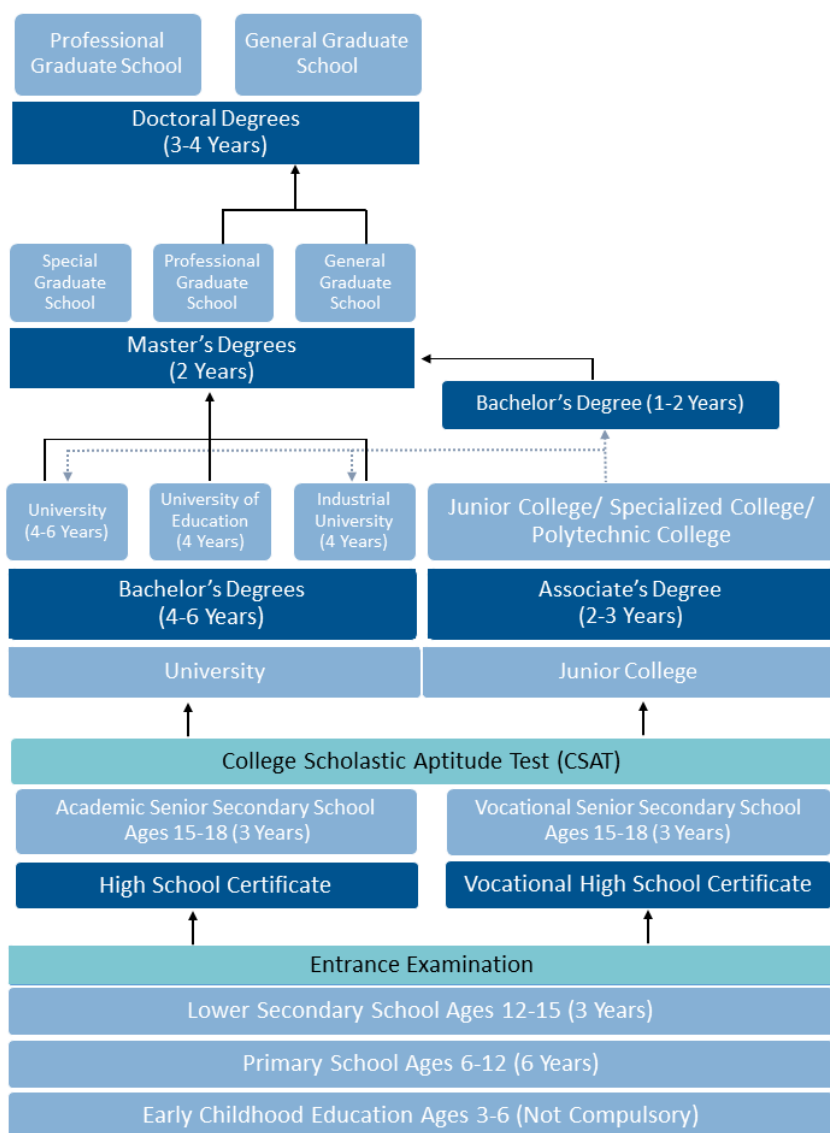 Professional
Graduate School
General Graduate
School
Doctoral Degrees
(3-4 Years)
Special
Graduate
School
Professional
Graduate
School
General
Graduate
School
Master's Degrees
(2 Years)
Bachelor's Degree (1-2 Years)
University
(4-6 Years)
University of
Education
(4 Years)
Industrial
University
(4 Years)
Junior College/ Specialized College/
Polytechnic College
Bachelor's Degrees
(4-6 Years)
Associate's Degree
(2-3 Years)
University
Junior College
College Scholastic Aptitude Test (CSAT)
Academic Senior Secondary School
Ages 15-18 (3 Years)
Vocational Senior Secondary School
Ages 15-18 (3 Years)
High School Certificate
Vocational High School Certificate
Entrance Examination
Lower Secondary School Ages 12-15 (3 Years)
Primary School Ages 6-12 (6 Years)
Early Childhood Education Ages 3-6 (Not Compulsory)